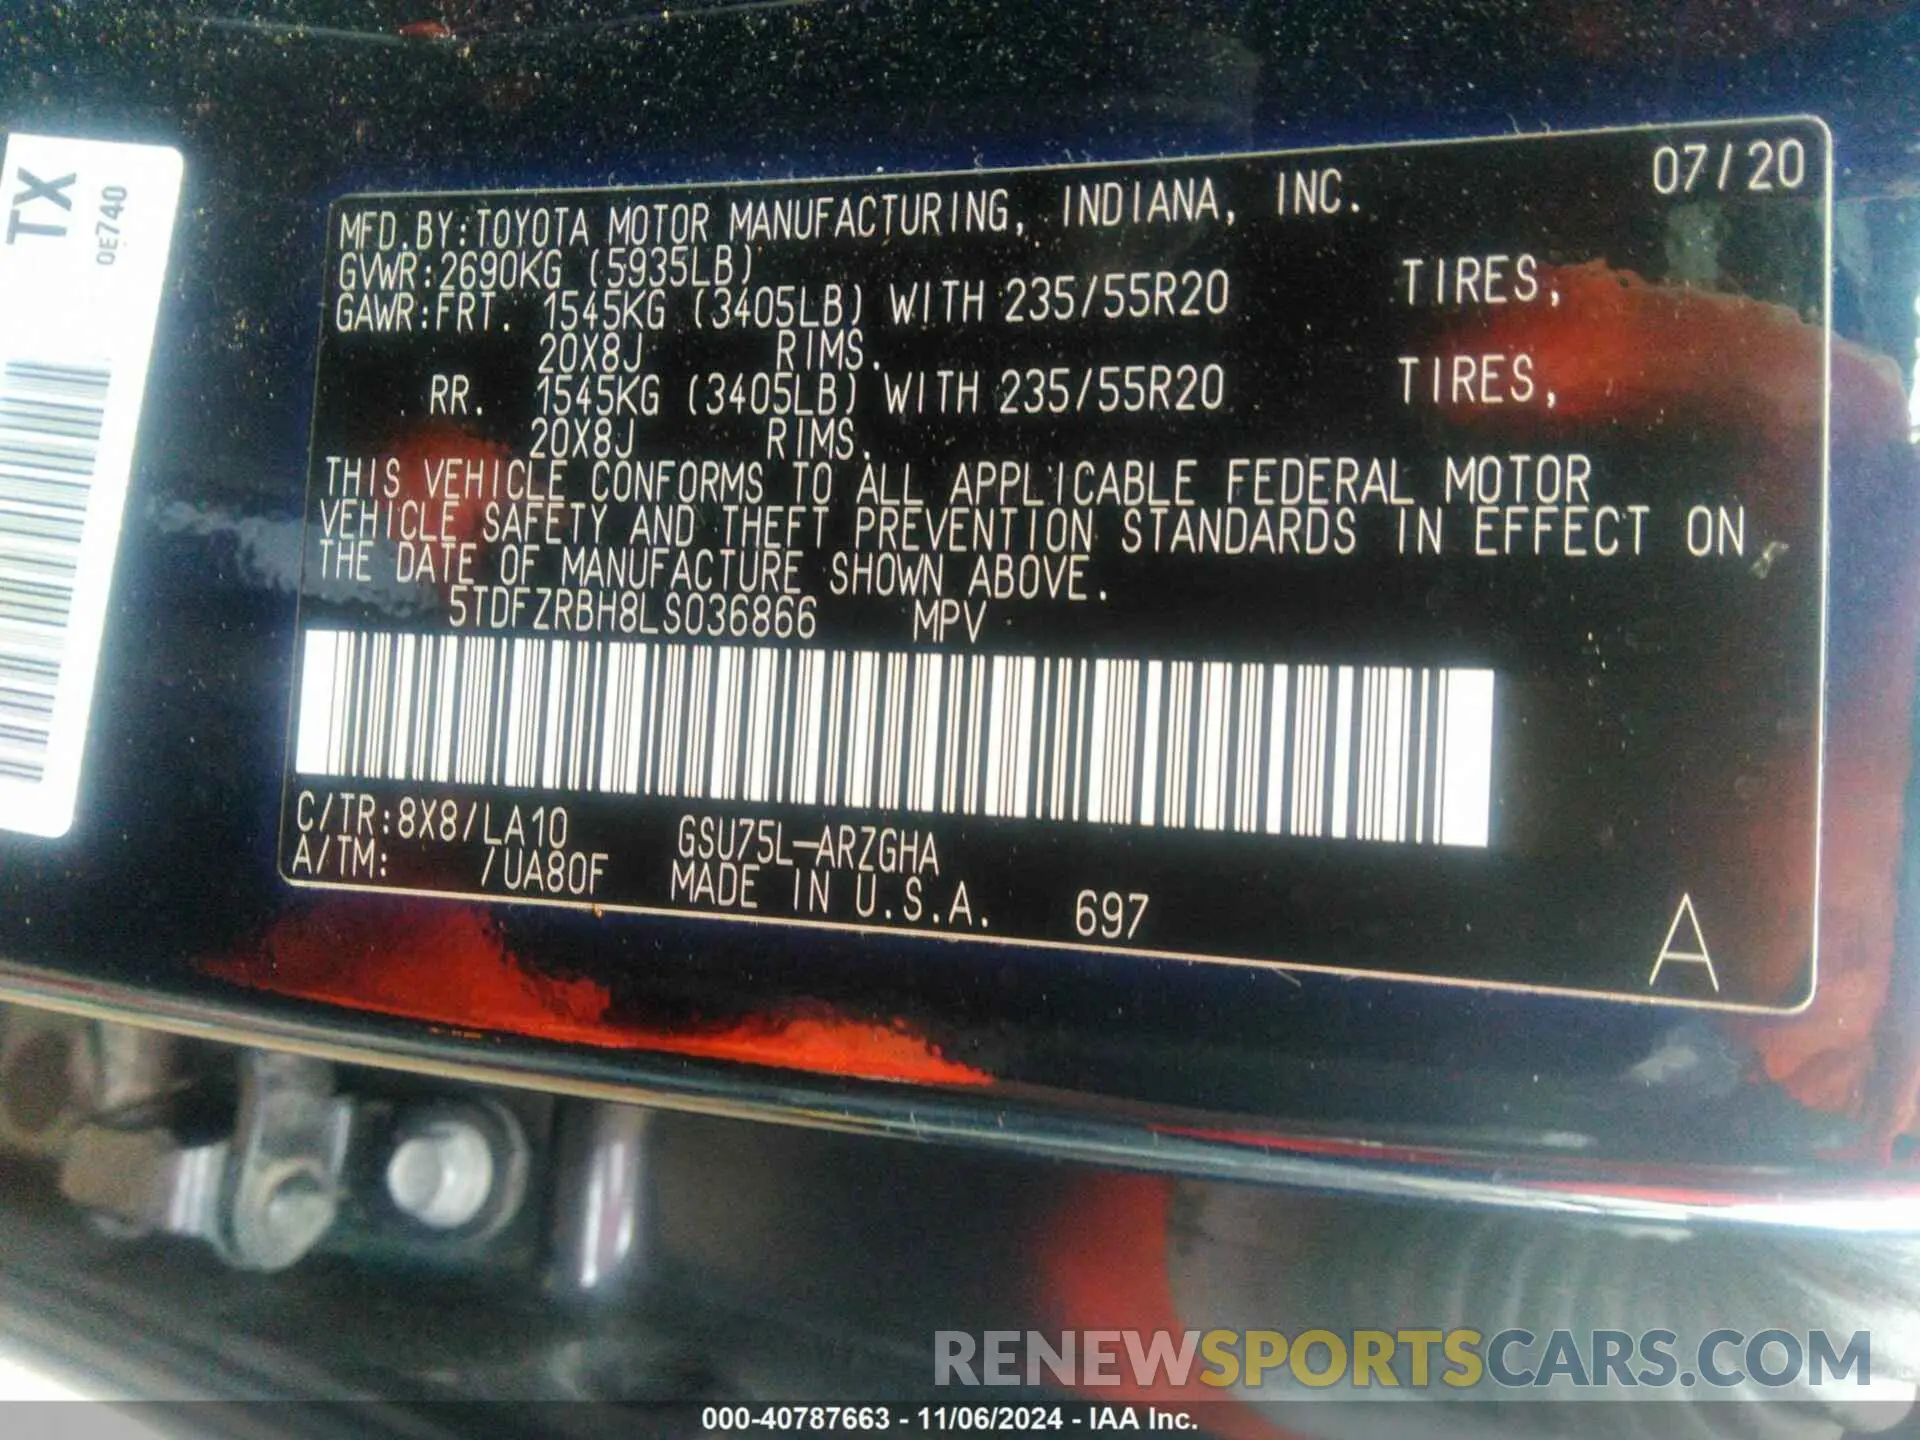 TX
0E740
07/20
MFD.BY:TOYOTA MOTOR MANUFACTURING, INDIANA, INC.
GVWR:2690KG (5935LB)
GAWR:FRT. 1545KG (3405LB) WITH 235/55R20 TIRES,
20X8J RIMS.
RR. 1545KG (3405LB) WITH 235/55R20 TIRES,
20X8J RIMS.
THIS VEHICLE CONFORMS TO ALL APPLICABLE FEDERAL MOTOR
VEHICLE SAFETY AND THEFT PREVENTION STANDARDS IN EFFECT ON
THE DATE OF MANUFACTURE SHOWN ABOVE.
5TDFZRBH8LS036866 MPV
C/TR:8X8/LA10 GSU75L-ARZGHA
A/TM: /UA80F MADE IN U.S.A. 697
A
RENEWSPORTSCARS.COM
000-40787663 - 11/06/2024 - IAA Inc.